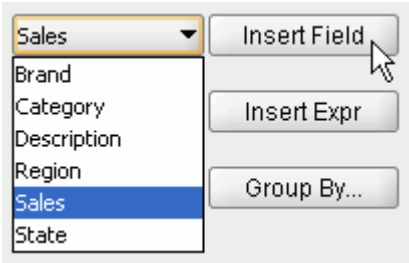 Sales
Insert Field
Brand
Category
Insert Expr
Description
Region
Group By...
Sales
State